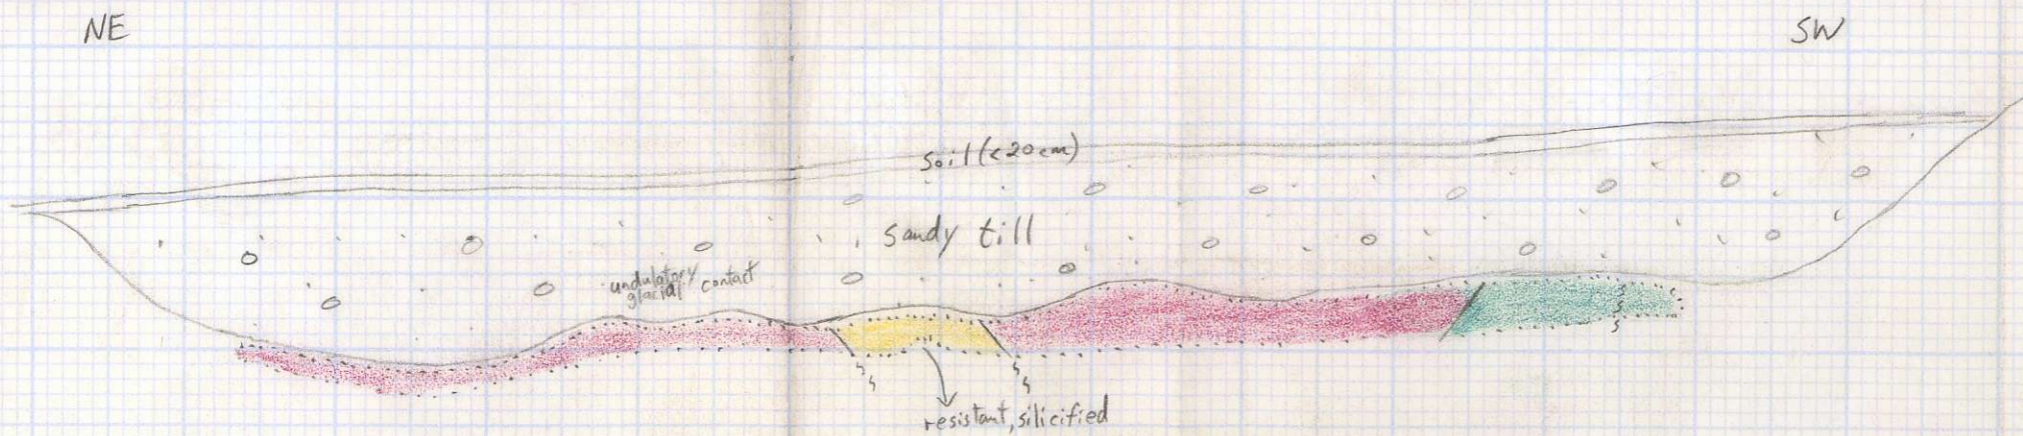 NE
SW
soil (<20cm)
sandy till
undulatory contact
glacial
resistant, silicified